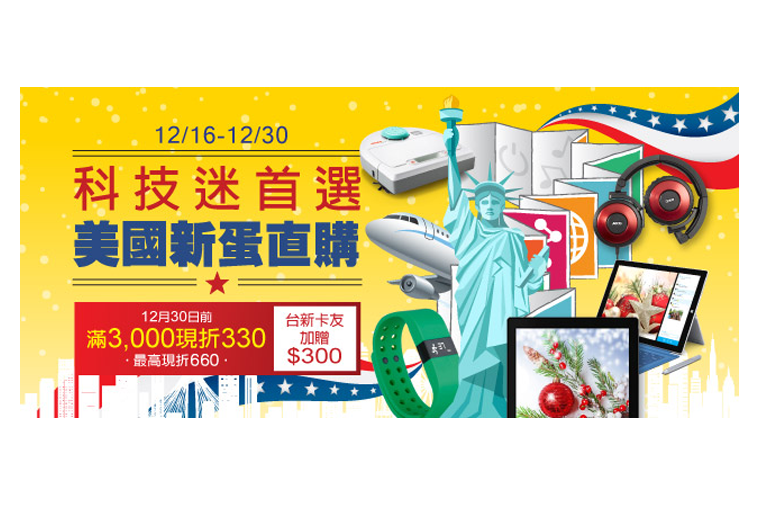 12/16-12/30
科技迷首選
美國新蛋直購
12月30日前
滿3,000現折330
·最高現折660·
台新卡友
加贈
$300